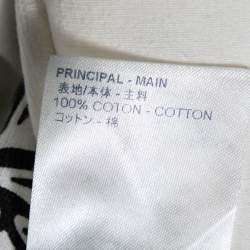 PRINCIPAL - MAIN
表地/本体 - 主料
100% COTON - COTTON
コットン - 棉